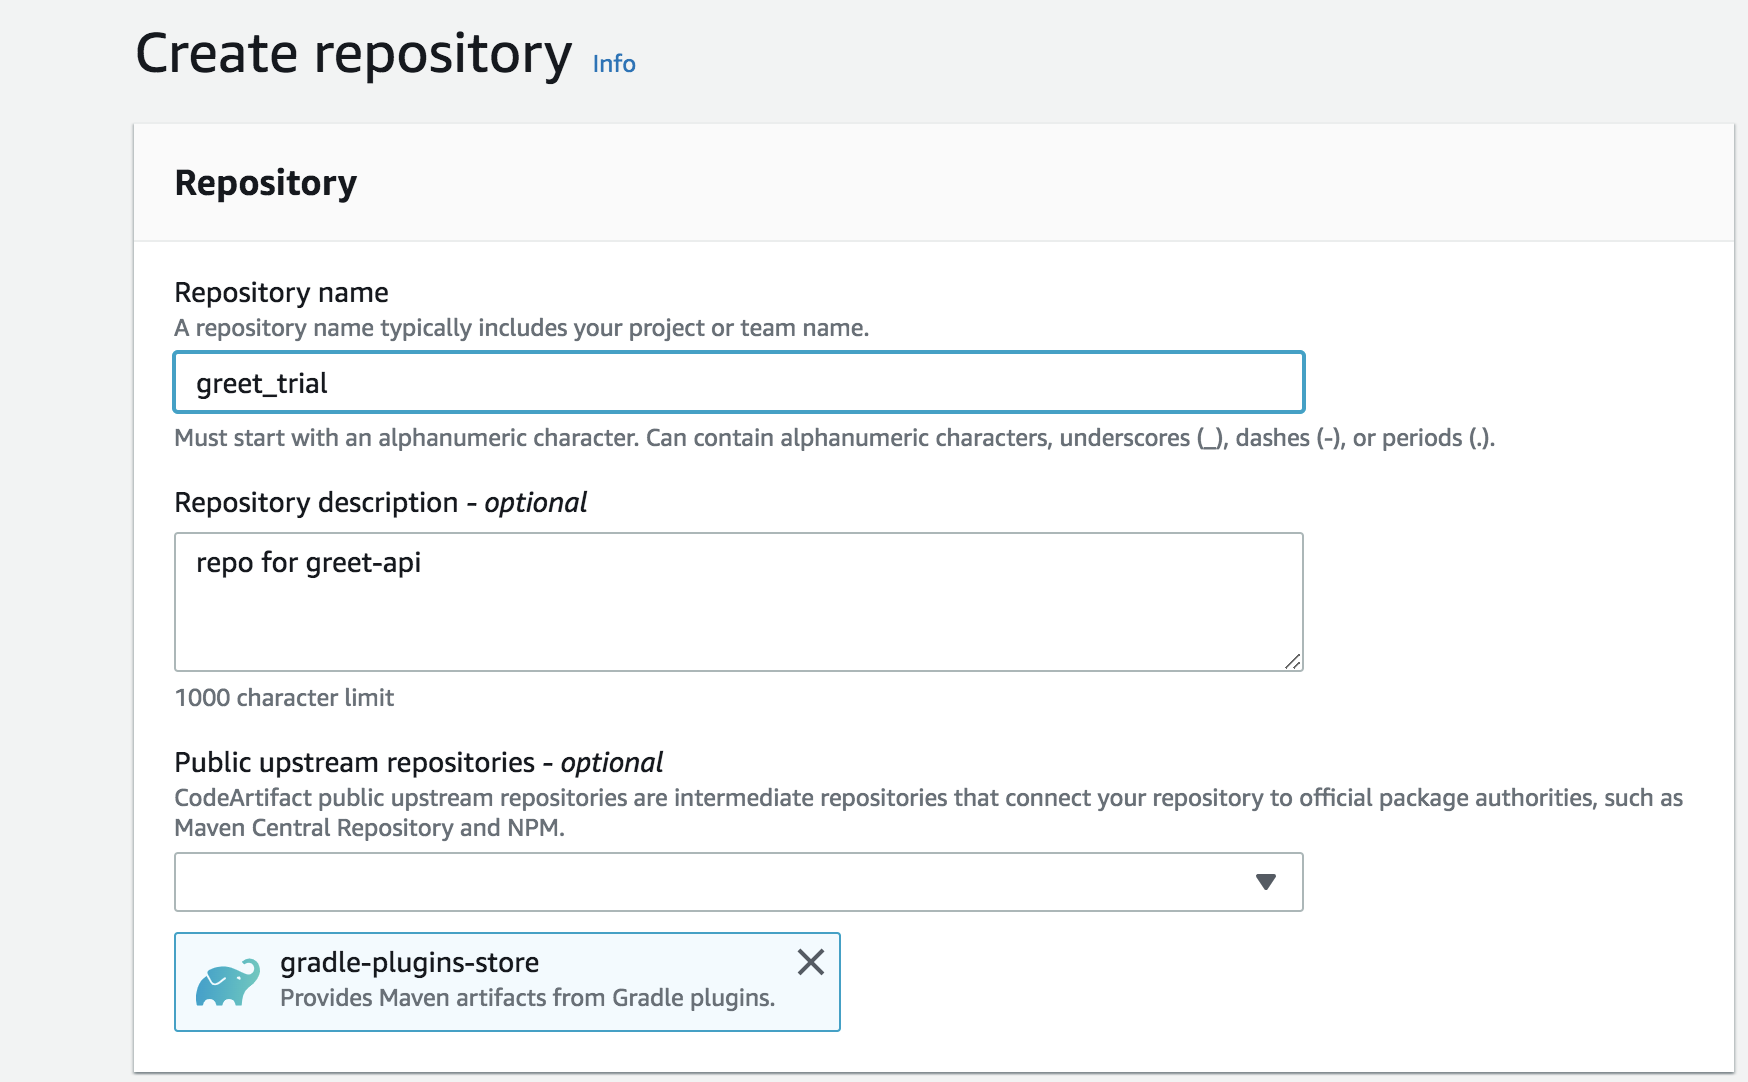 Create repository Info
Repository
Repository name
A repository name typically includes your project or team name.
greet_trial
Must start with an alphanumeric character. Can contain alphanumeric characters, underscores (_), dashes (-), or periods (.).
Repository description - optional
repo for greet-api
1000 character limit
Public upstream repositories - optional
CodeArtifact public upstream repositories are intermediate repositories that connect your repository to official package authorities, such as
Maven Central Repository and NPM.
gradle-plugins-store
Provides Maven artifacts from Gradle plugins.